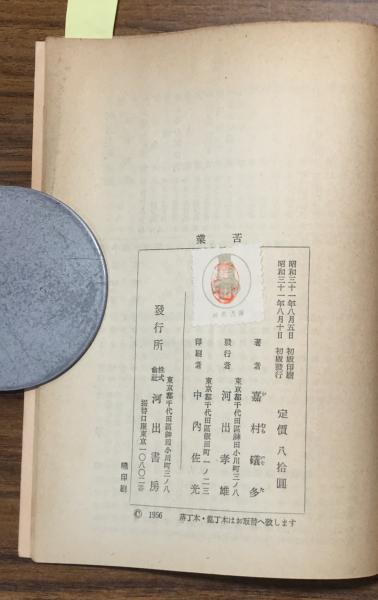 苦業
昭和三十一年八月五日 初版印刷
昭和三十一年八月十日 初版發行
定價 八拾圓
著者 嘉村礒多
發行者 河出孝雄
東京都千代田區神田小川町三ノ八
印刷者 中內佐光
東京都千代田區飯田町一ノ二三
發行所
東京都千代田區神田小川町三ノ八
株式會社 河出書房
振替口座東京一〇八〇二番
© 1956
落丁本・亂丁本はお取替へ致します